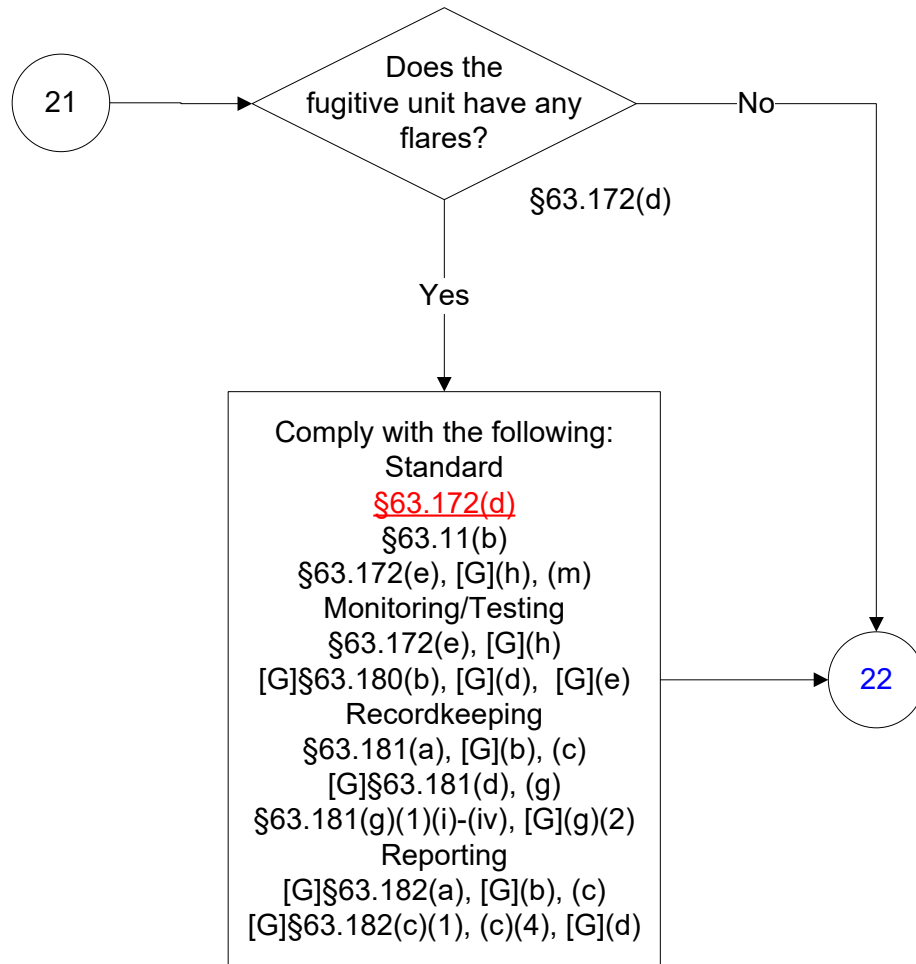 21
Does the
fugitive unit have any
flares?
No
§63.172(d)
Yes
Comply with the following:
Standard
§63.172(d)
§63.11(b)
§63.172(e), [G](h), (m)
Monitoring/Testing
§63.172(e), [G](h)
[G]§63.180(b), [G](d), [G](e)
Recordkeeping
§63.181(a), [G](b), (c)
[G]§63.181(d), (g)
§63.181(g)(1)(i)-(iv), [G](g)(2)
Reporting
[G]§63.182(a), [G](b), (c)
[G]§63.182(c)(1), (c)(4), [G](d)
22